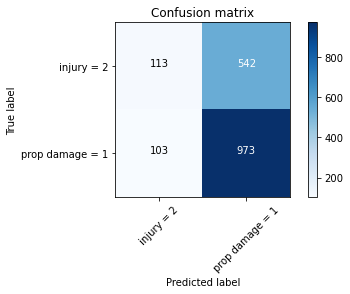 Confusion matrix
True label
injury = 2
113
542
prop damage = 1
103
973
injury = 2
prop damage = 1
Predicted label
800
600
400
200